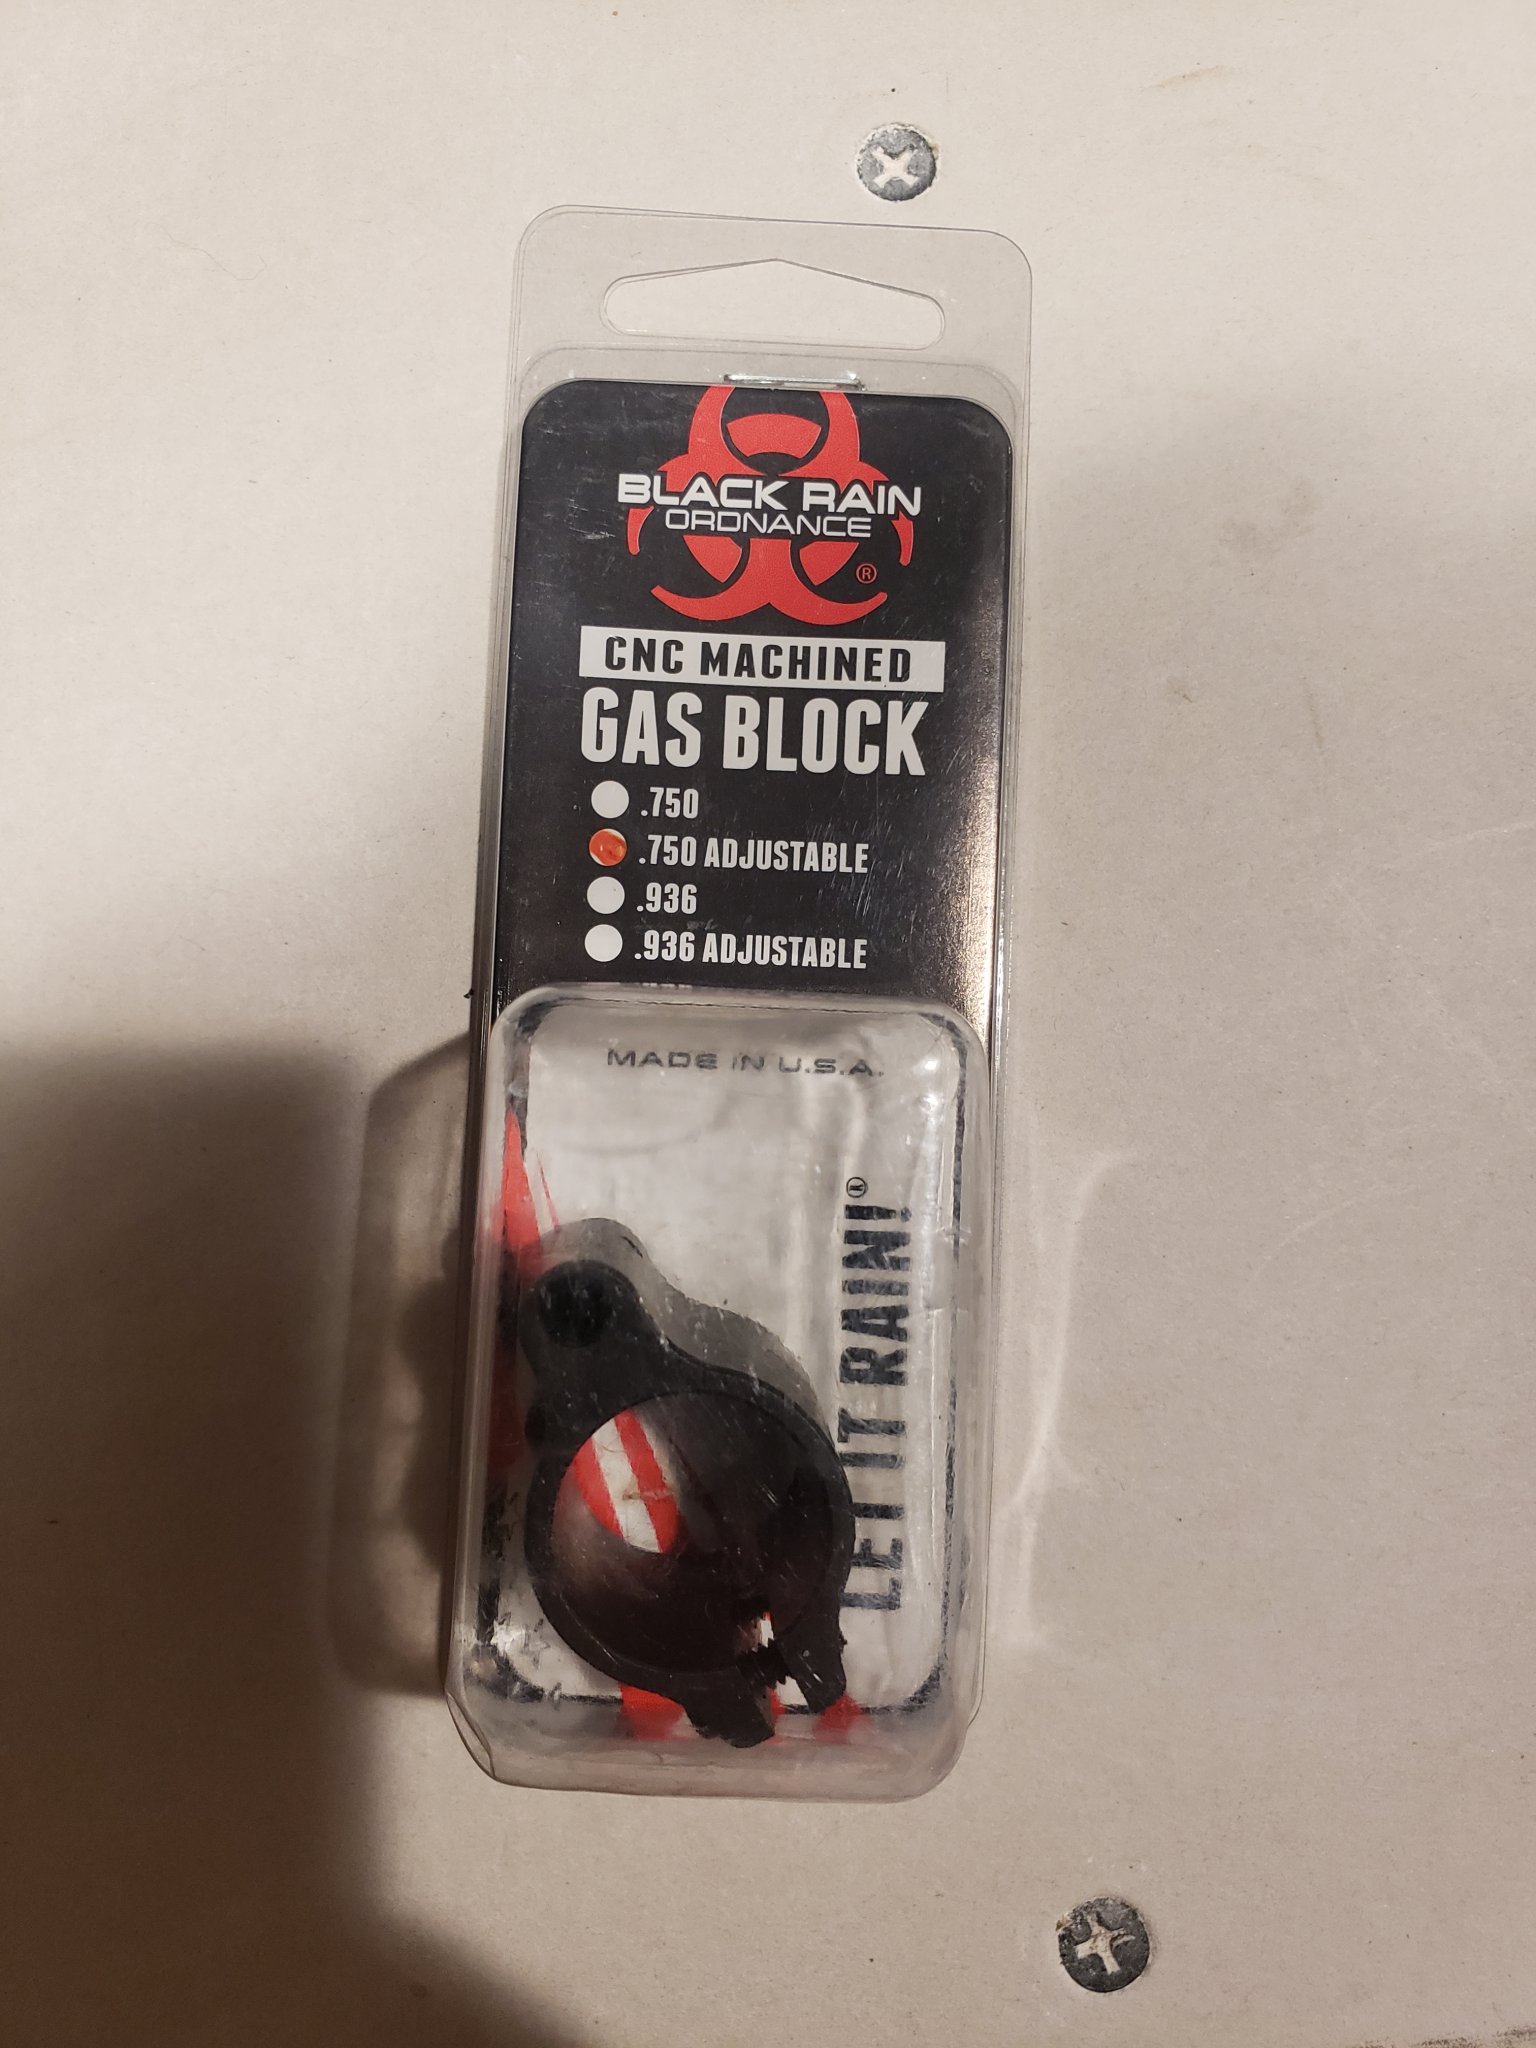 BLACK RAIN
ORDNANCE
®
CNC MACHINED
GAS BLOCK
.750
.750 ADJUSTABLE
.936
.936 ADJUSTABLE
MADE IN U.S.A.
LET IT RAIN!®